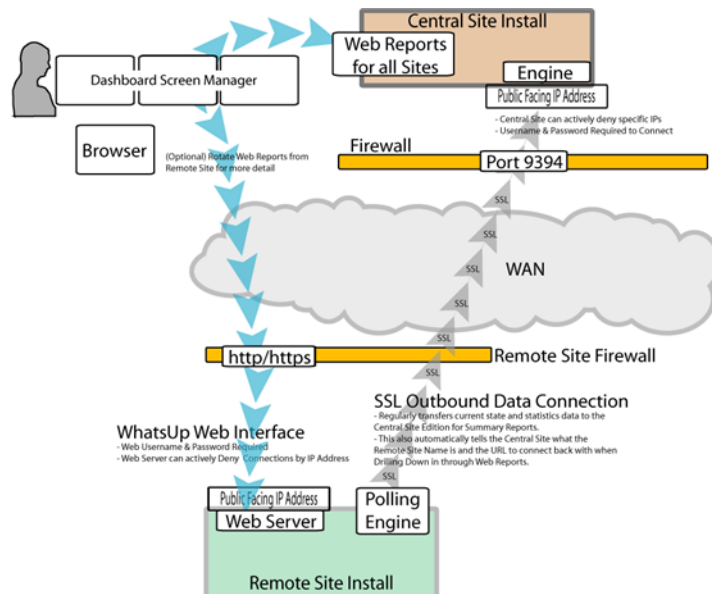 Central Site Install
Web Reports
for all Sites
Engine
Public Facing IP Address
- Central Site can actively deny specific IPs
- Username & Password Required to Connect
Dashboard Screen Manager
Browser
(Optional) Rotate Web Reports from
Remote Site for more detail
Firewall
Port 9394
SSL
SSL
SSL
WAN
SSL
SSL
http/https
Remote Site Firewall
SSL
SSL Outbound Data Connection
- Regularly transfers current state and statistics data to the
Central Site Edition for Summary Reports.
- This also automatically tells the Central Site what the
Remote Site Name is and the URL to connect back with when
Drilling Down in through Web Reports.
SSL
SSL
SSL
WhatsUp Web Interface
- Web Username & Password Required
- Web Server can actively Deny Connections by IP Address
Public Facing IP Address
Web Server
Polling
Engine
Remote Site Install